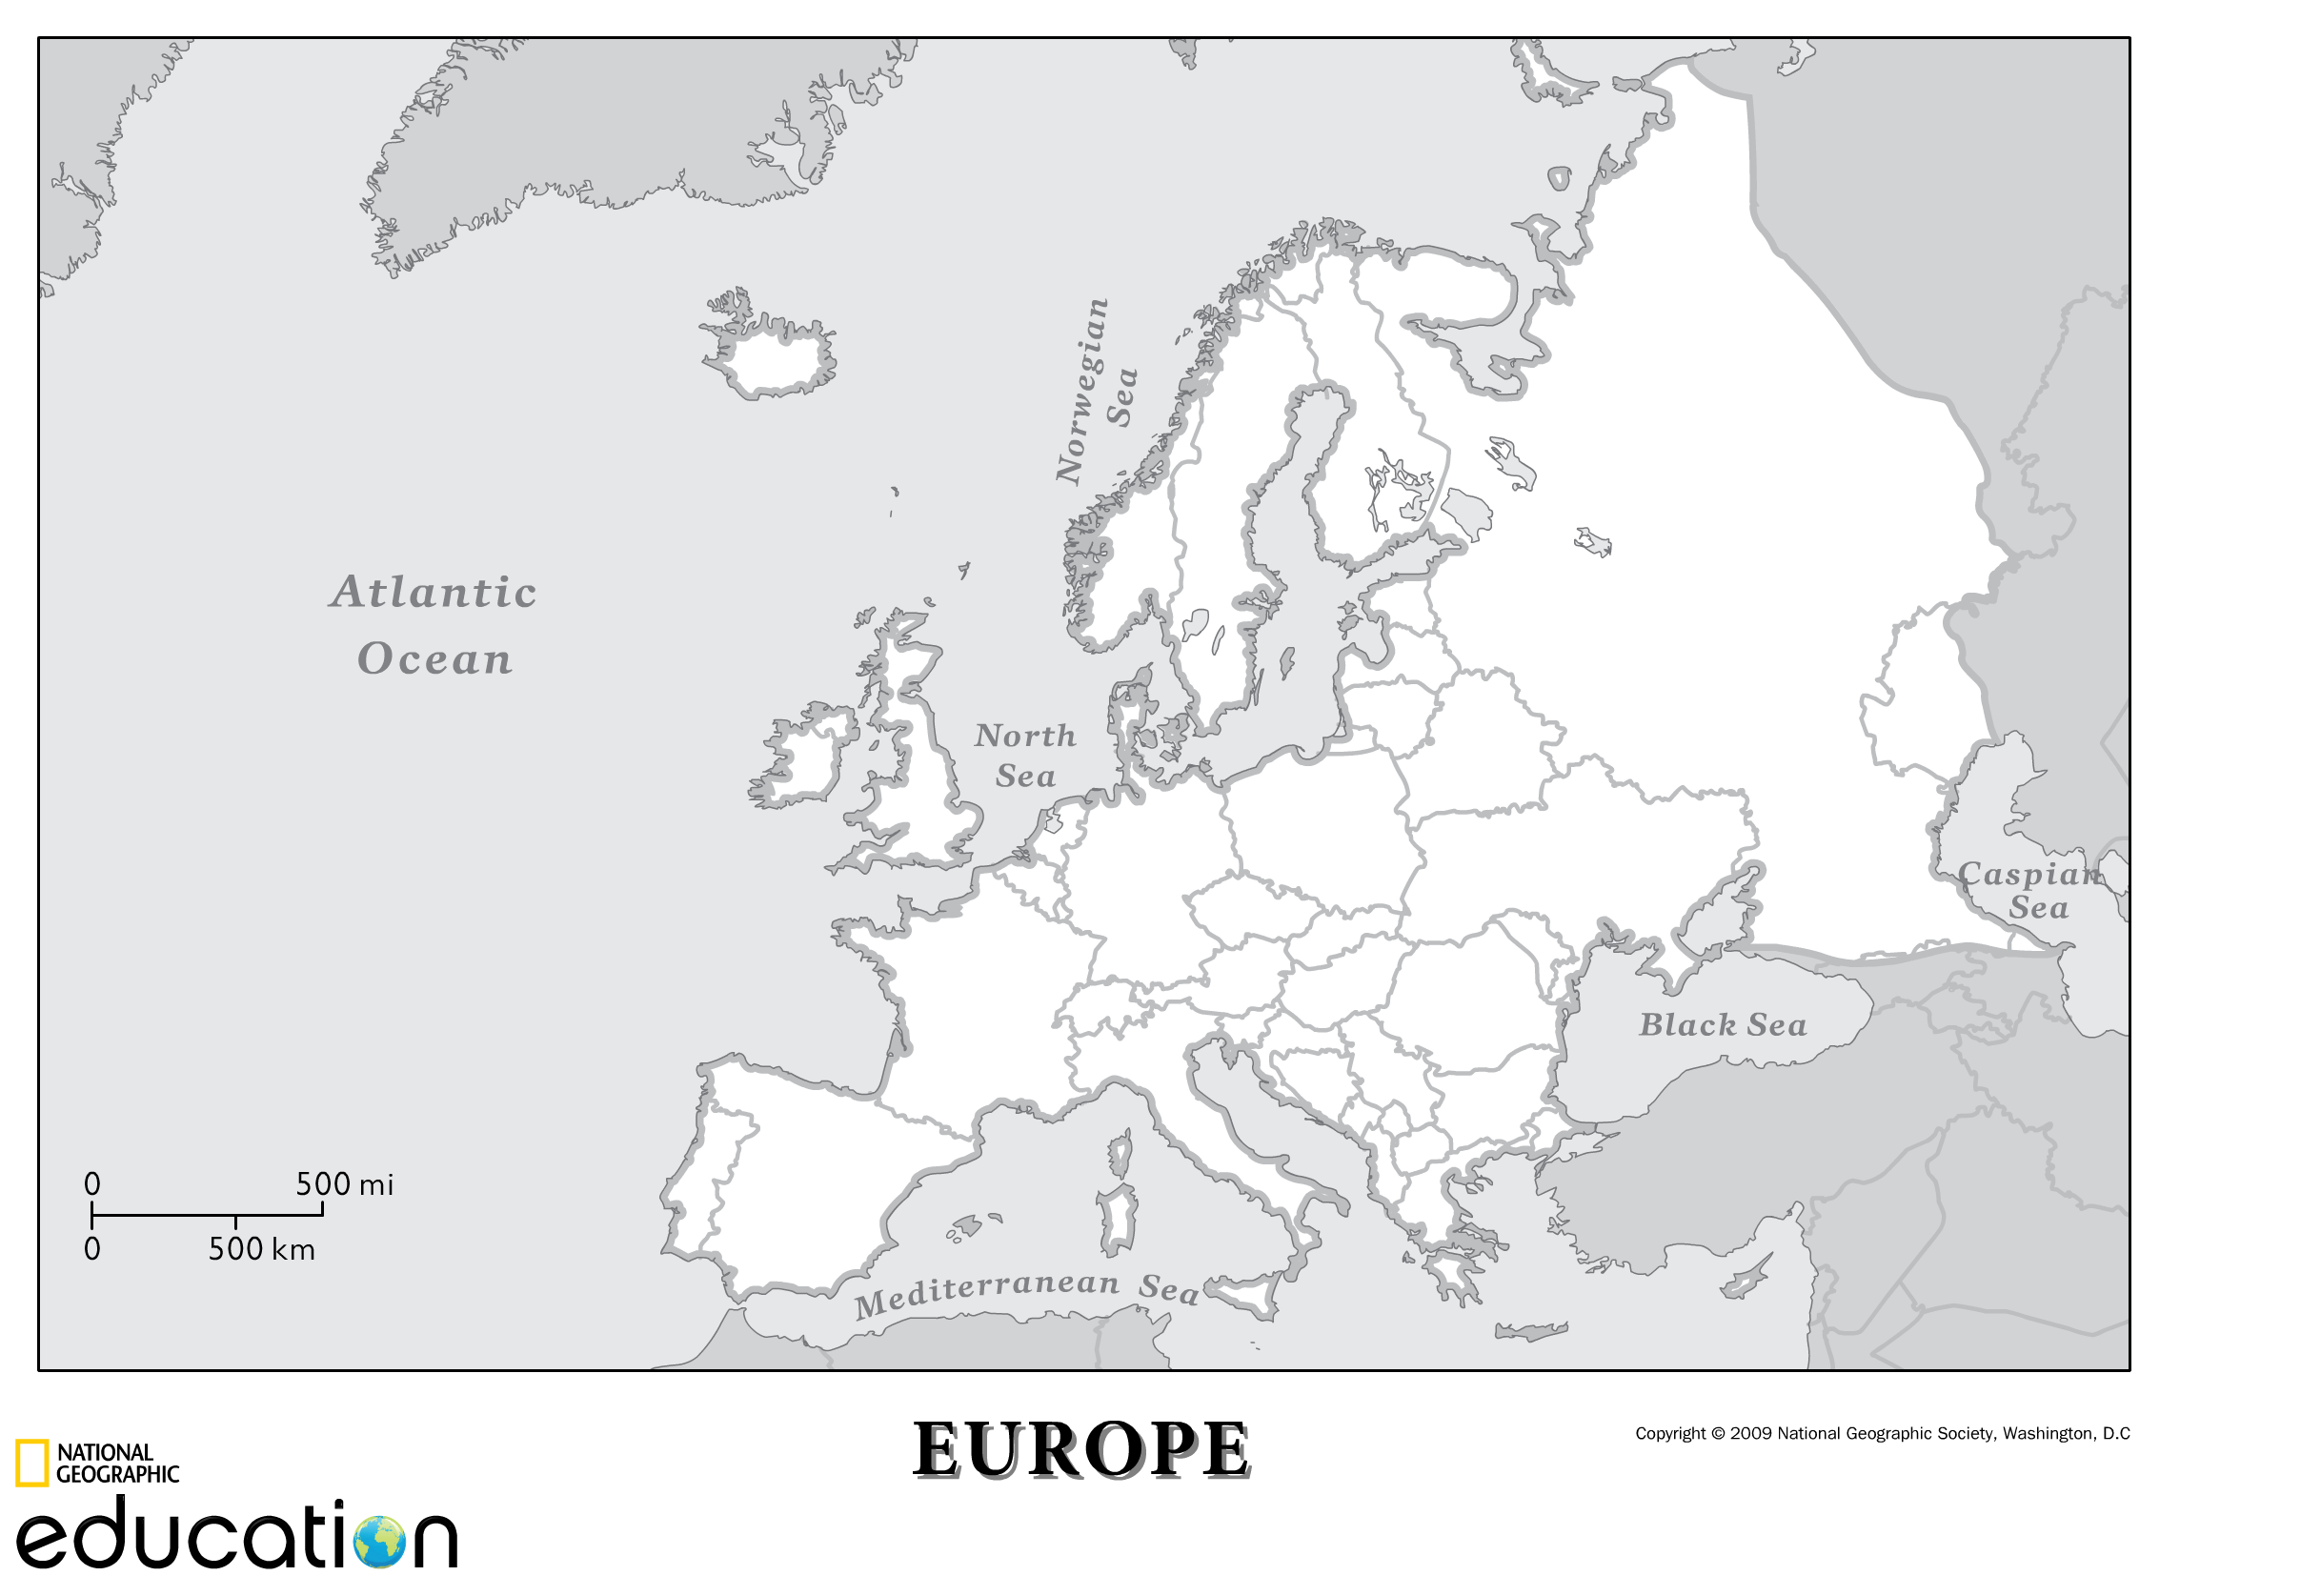 Norwegian
Sea
Atlantic
Ocean
North
Sea
Caspian
Sea
Black Sea
Mediterranean Sea
0 500 mi
0 500 km
EUROPE
Copyright © 2009 National Geographic Society, Washington, D.C
NATIONAL
GEOGRAPHIC
education